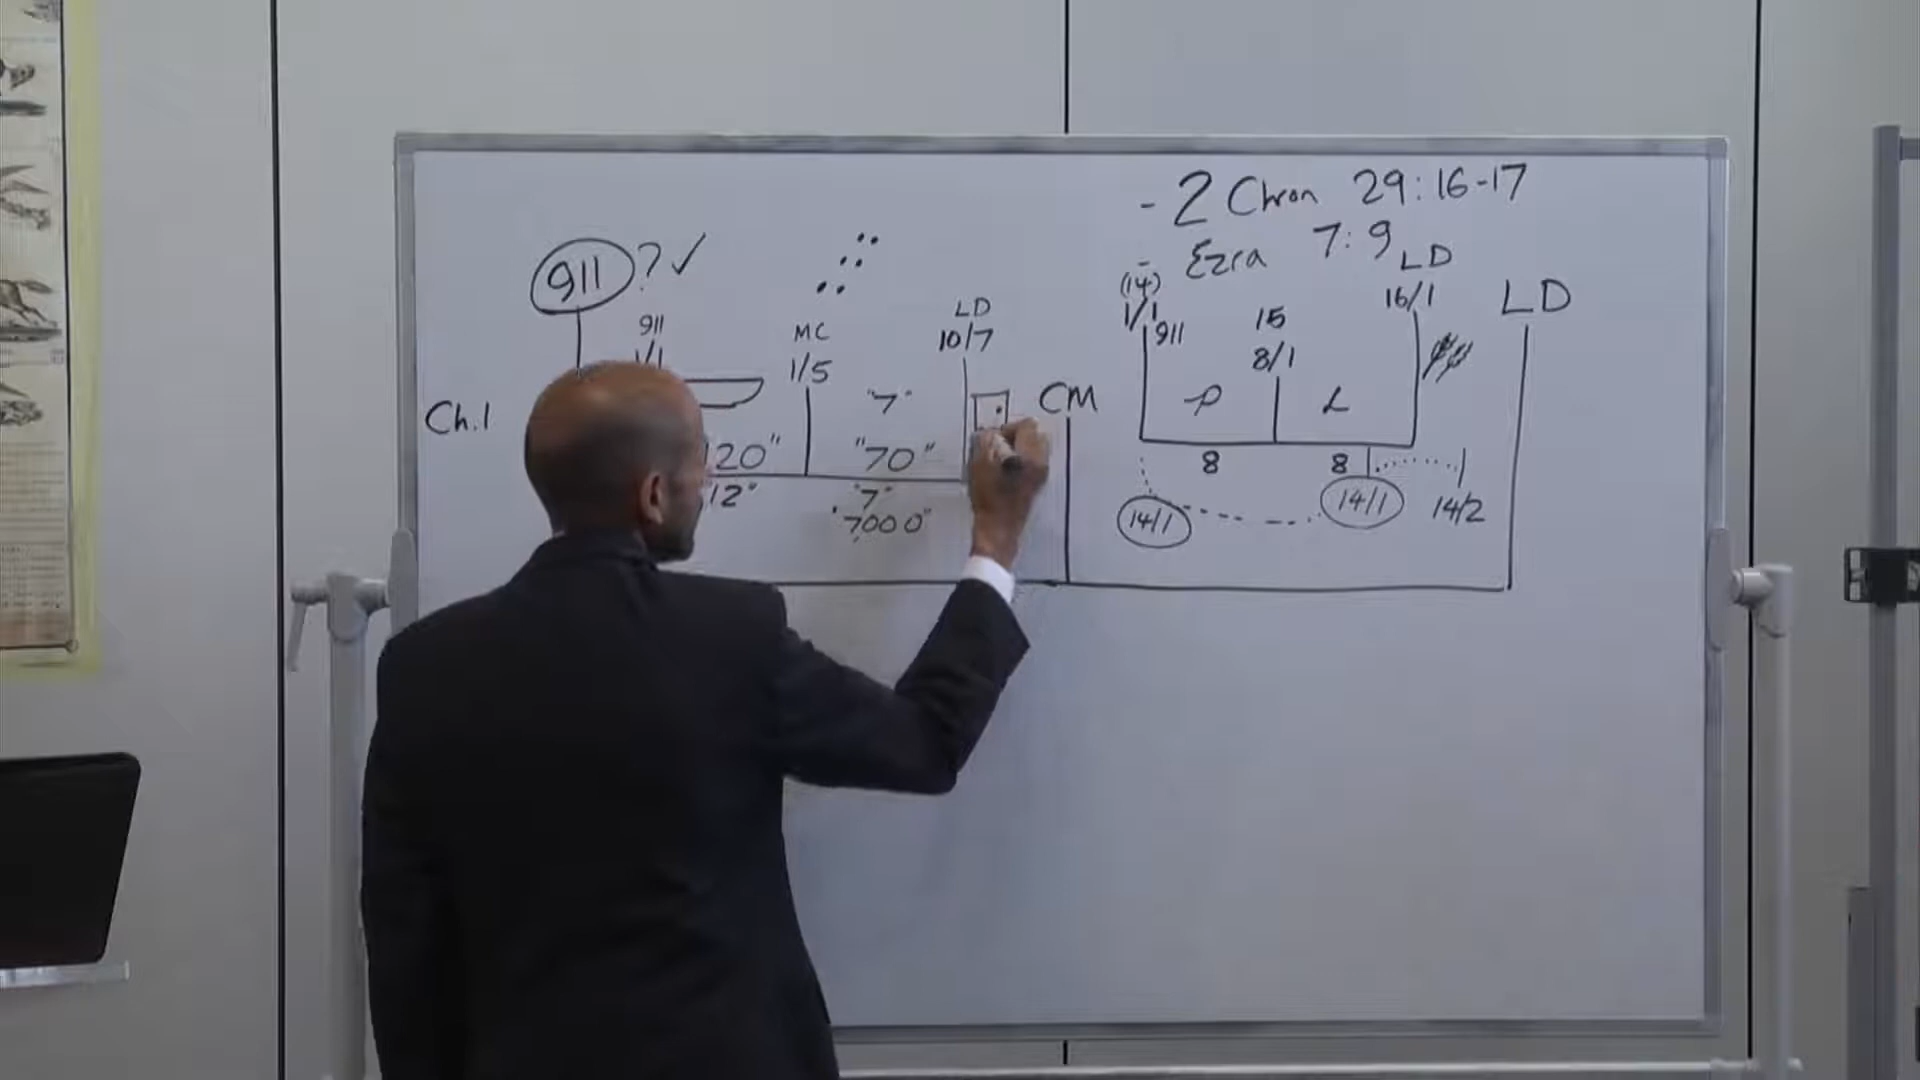 - 2 Chron 29:16-17
Ezra 7:9
911 ? ✓
911
1/1
MC
1/5
LD
10/7
(14)
1/1
911
15
8/1
LD
16/1
LD
Ch.1
"7"
CM
P
L
120"
"70"
8
8
12"
"7"
7000"
14/1
14/1
14/2